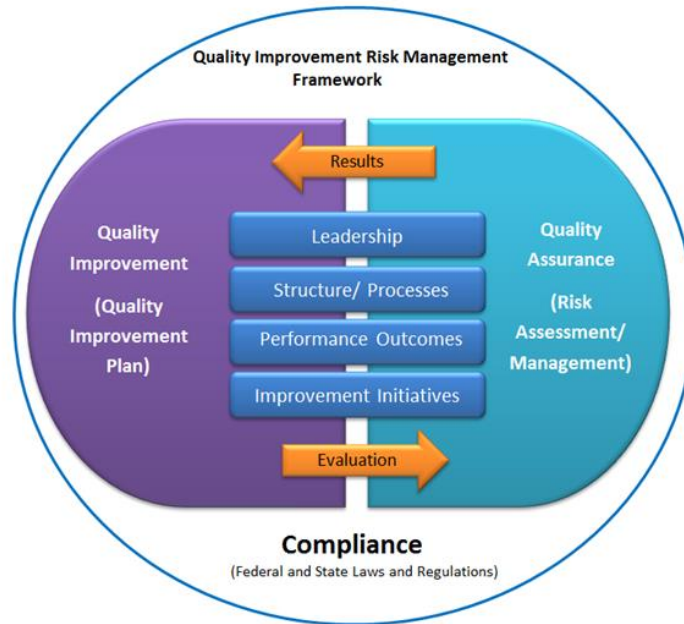 Quality Improvement Risk Management
Framework
Results
Quality
Improvement
(Quality
Improvement
Plan)
Leadership
Structure/ Processes
Performance Outcomes
Improvement Initiatives
Quality
Assurance
(Risk
Assessment/
Management)
Evaluation
Compliance
(Federal and State Laws and Regulations)